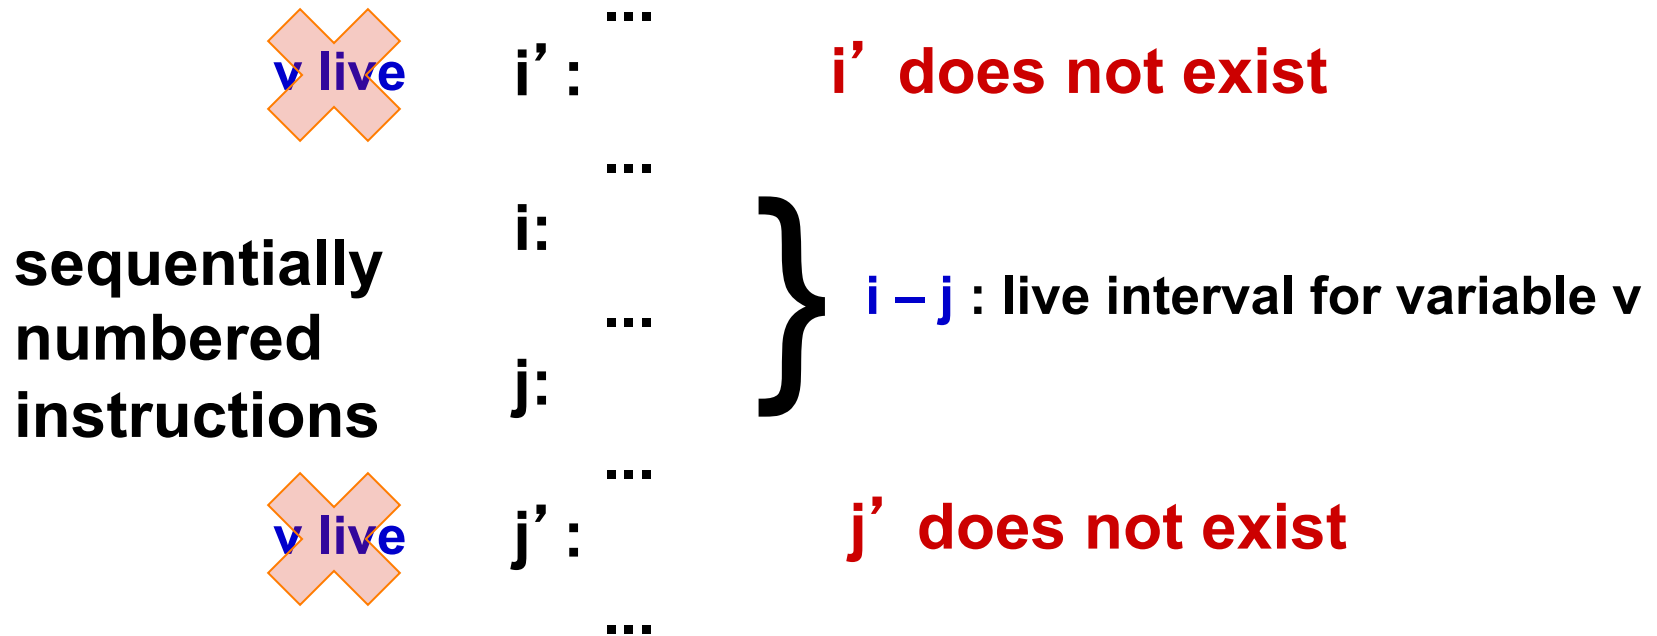 ...
v live i’ : i’ does not exist
...
i:
sequentially
numbered
instructions
...
i – j : live interval for variable v
j:
...
v live j’ : j’ does not exist
...